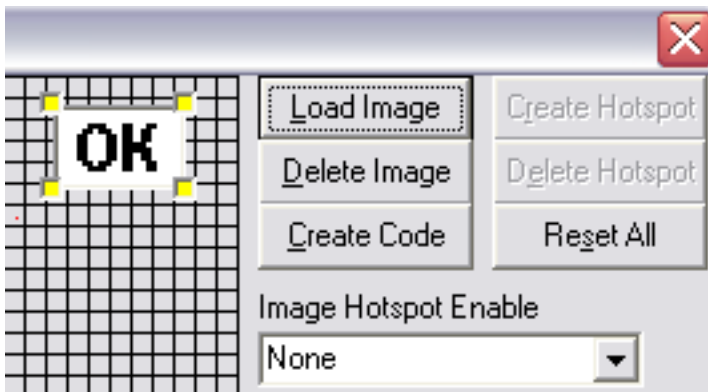 OK
Load Image
Create Hotspot
Delete Image
Delete Hotspot
Create Code
Reset All
Image Hotspot Enable
None